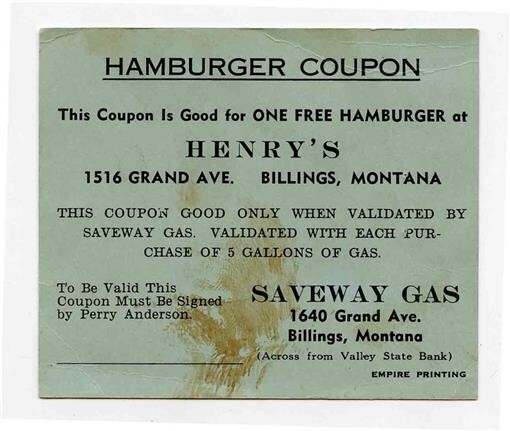 HAMBURGER COUPON
This Coupon Is Good for ONE FREE HAMBURGER at
HENRY'S
1516 GRAND AVE. BILLINGS, MONTANA
THIS COUPON GOOD ONLY WHEN VALIDATED BY
SAVEWAY GAS. VALIDATED WITH EACH PUR-
CHASE OF 5 GALLONS OF GAS.
To Be Valid This
Coupon Must Be Signed
by Perry Anderson.
SAVEWAY GAS
1640 Grand Ave.
Billings, Montana
(Across from Valley State Bank)
EMPIRE PRINTING